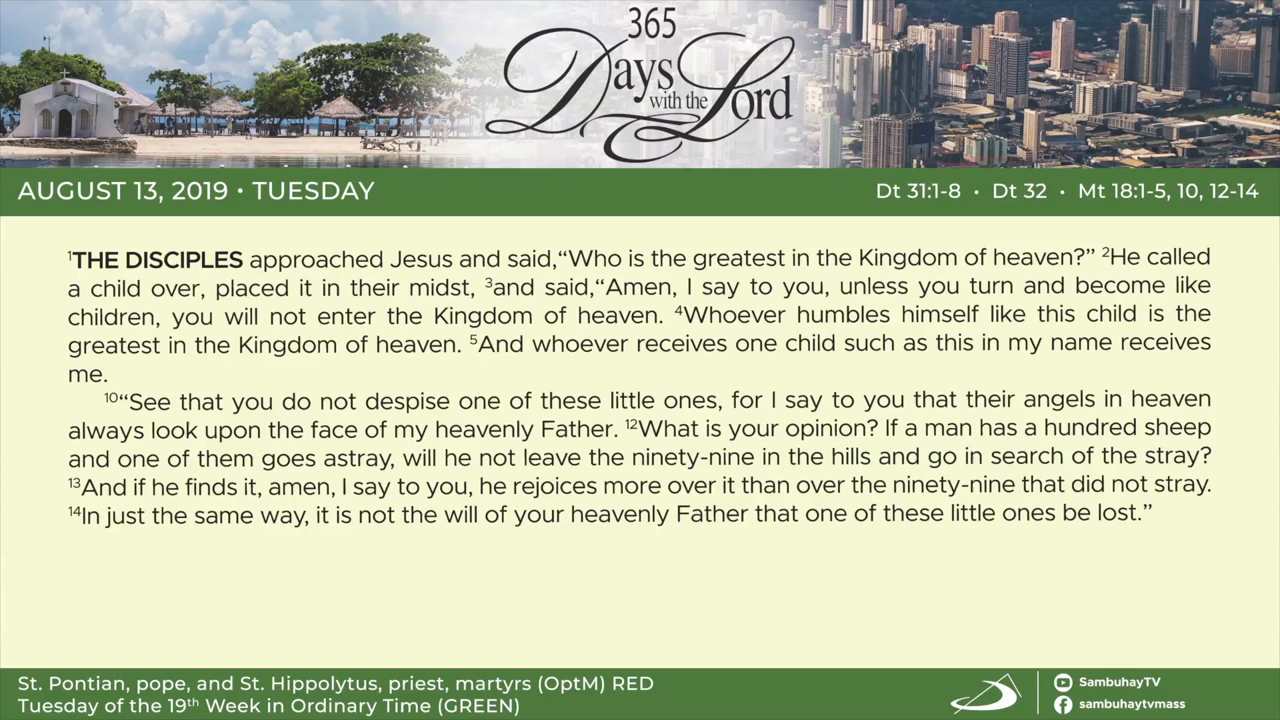 365
Days with the Lord
AUGUST 13, 2019 • TUESDAY
Dt 31:1-8 • Dt 32 • Mt 18:1-5, 10, 12-14
¹THE DISCIPLES approached Jesus and said,“Who is the greatest in the Kingdom of heaven?” ²He called
a child over, placed it in their midst, ³and said,“Amen, I say to you, unless you turn and become like
children, you will not enter the Kingdom of heaven. ⁴Whoever humbles himself like this child is the
greatest in the Kingdom of heaven. ⁵And whoever receives one child such as this in my name receives
me.
¹⁰“See that you do not despise one of these little ones, for I say to you that their angels in heaven
always look upon the face of my heavenly Father. ¹²What is your opinion? If a man has a hundred sheep
and one of them goes astray, will he not leave the ninety-nine in the hills and go in search of the stray?
¹³And if he finds it, amen, I say to you, he rejoices more over it than over the ninety-nine that did not stray.
¹⁴In just the same way, it is not the will of your heavenly Father that one of these little ones be lost.”
St. Pontian, pope, and St. Hippolytus, priest, martyrs (OptM) RED
Tuesday of the 19th Week in Ordinary Time (GREEN)
SambuhayTV
sambuhaytvmass